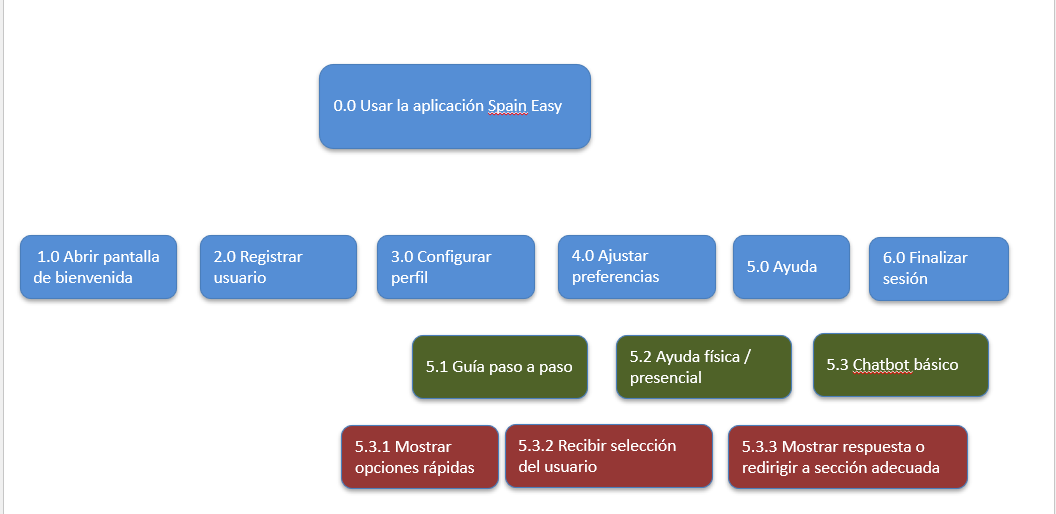 0.0 Usar la aplicación Spain Easy
1.0 Abrir pantalla
de bienvenida
2.0 Registrar
usuario
3.0 Configurar
perfil
4.0 Ajustar
preferencias
5.0 Ayuda
6.0 Finalizar
sesión
5.1 Guía paso a paso
5.2 Ayuda física /
presencial
5.3 Chatbot básico
5.3.1 Mostrar
opciones rápidas
5.3.2 Recibir selección
del usuario
5.3.3 Mostrar respuesta o
redirigir a sección adecuada